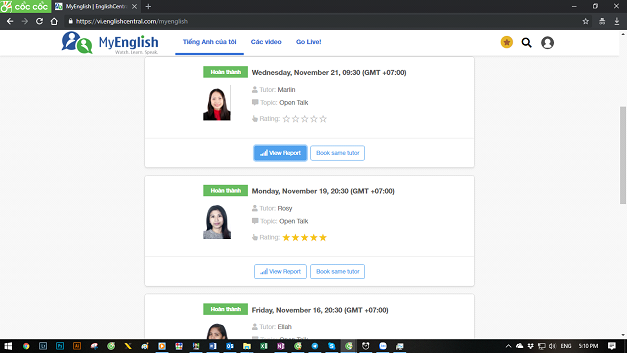 CỐC CỐC
MyEnglish | EnglishCentr
https://vi.englishcentral.com/myenglish
MyEnglish
Watch. Learn. Speak.
Tiếng Anh của tôi
Các video
Go Live!
Hoàn thành
Wednesday, November 21, 09:30 (GMT +07:00)
Tutor: Marlin
Topic: Open Talk
Rating:
View Report
Book same tutor
Hoàn thành
Monday, November 19, 20:30 (GMT +07:00)
Tutor: Rosy
Topic: Open Talk
Rating:
View Report
Book same tutor
Hoàn thành
Friday, November 16, 20:30 (GMT +07:00)
Tutor: Eliah
ENG
5:10 PM